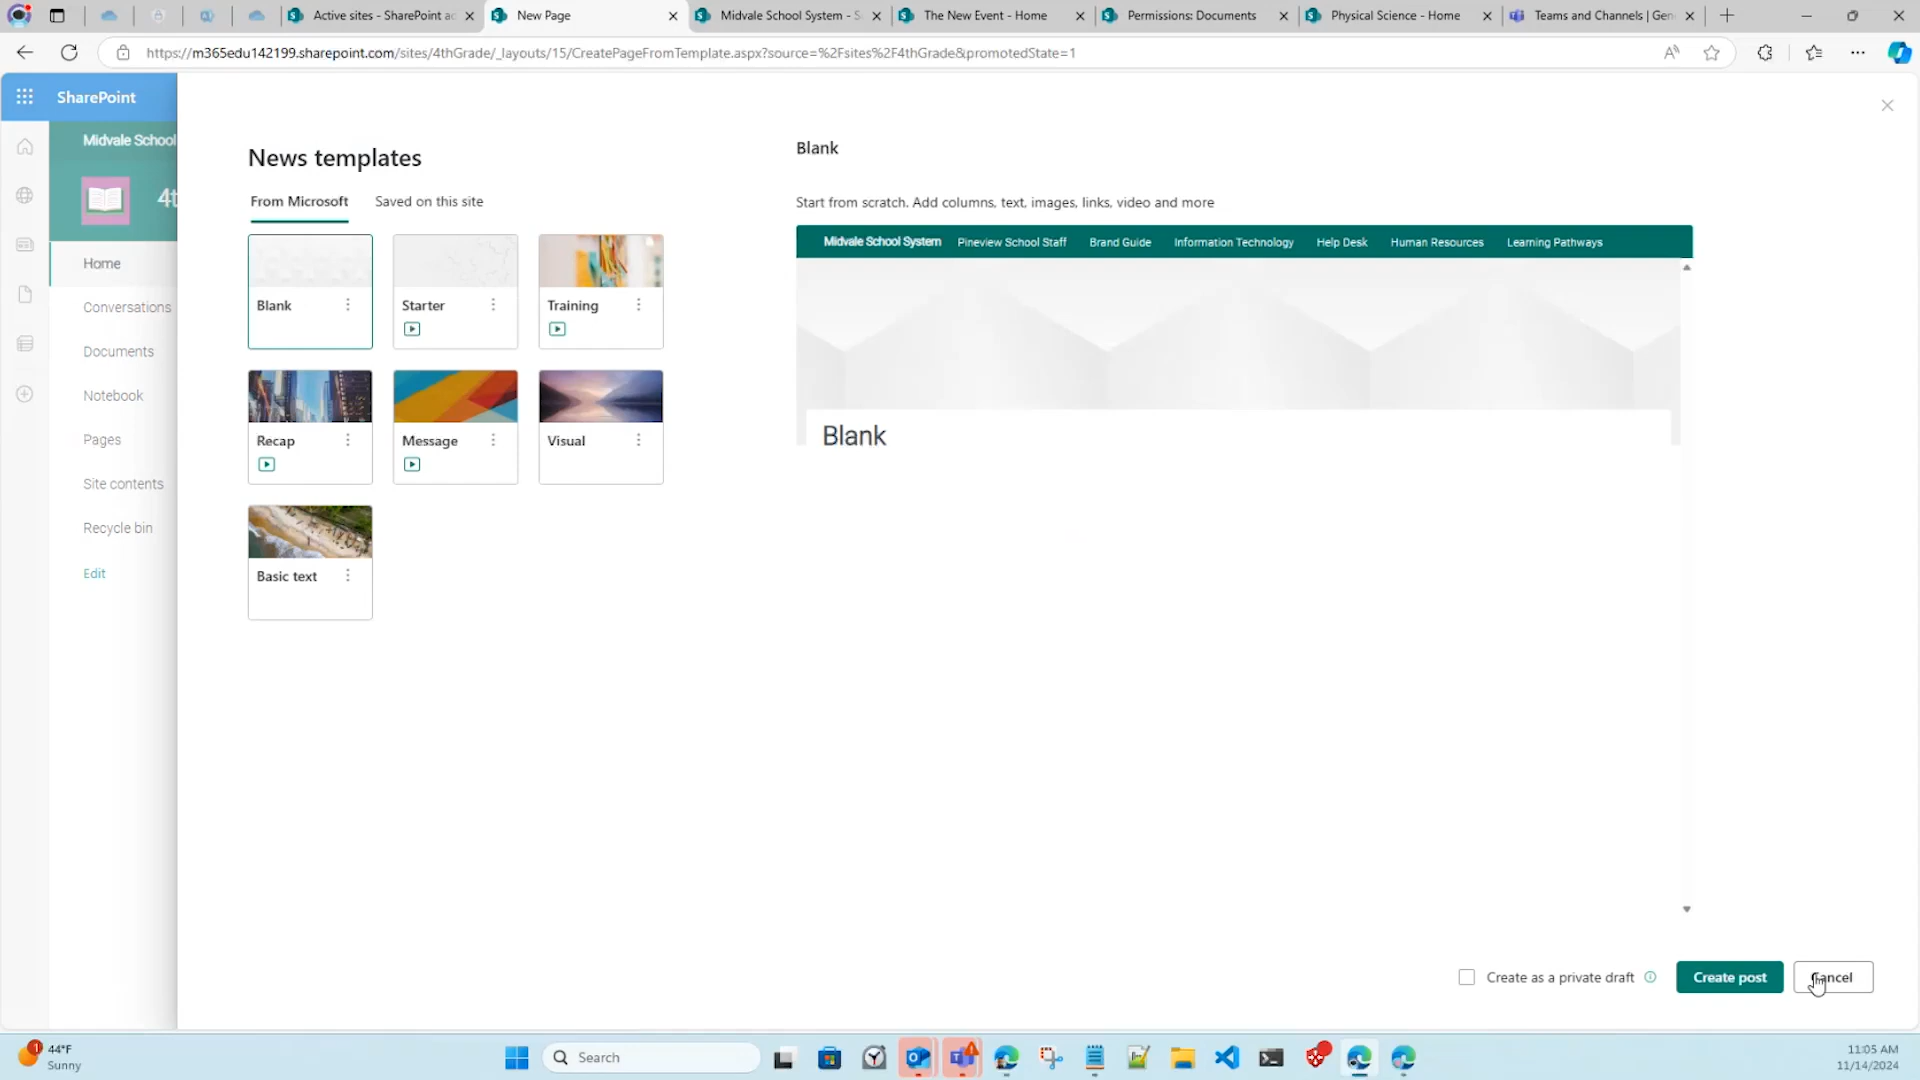 Active sites - SharePoint ac
New Page
Midvale School System - S
The New Event - Home
Permissions: Documents
Physical Science - Home
Teams and Channels | Gen
https://m365edu142199.sharepoint.com/sites/4thGrade/_layouts/15/CreatePageFromTemplate.aspx?source=%2Fsites%2F4thGrade&promotedState=1
SharePoint
Midvale School
4t
Home
Conversations
Documents
Notebook
Pages
Site contents
Recycle bin
Edit
News templates
From Microsoft
Saved on this site
Blank
Starter
Training
Recap
Message
Visual
Basic text
Blank
Start from scratch. Add columns, text, images, links, video and more
Midvale School System
Pineview School Staff
Brand Guide
Information Technology
Help Desk
Human Resources
Learning Pathways
Blank
Create as a private draft
Create post
Cancel
1
44°F
Sunny
Search
11:05 AM
11/14/2024